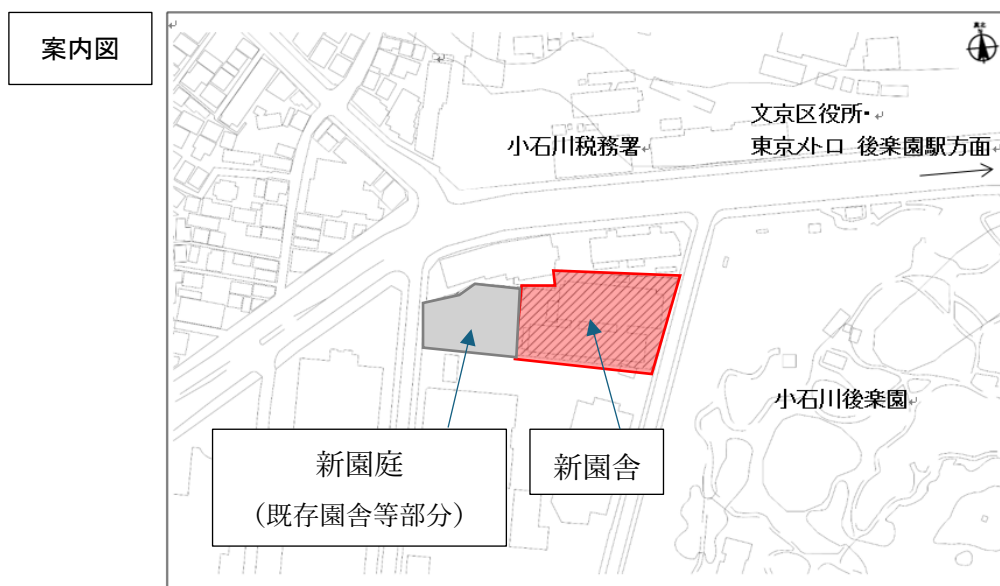 案内図
真北
文京区役所・
小石川税務署
東京メトロ 後楽園駅方面
小石川後楽園
新園庭
（既存園舎等部分）
新園舎